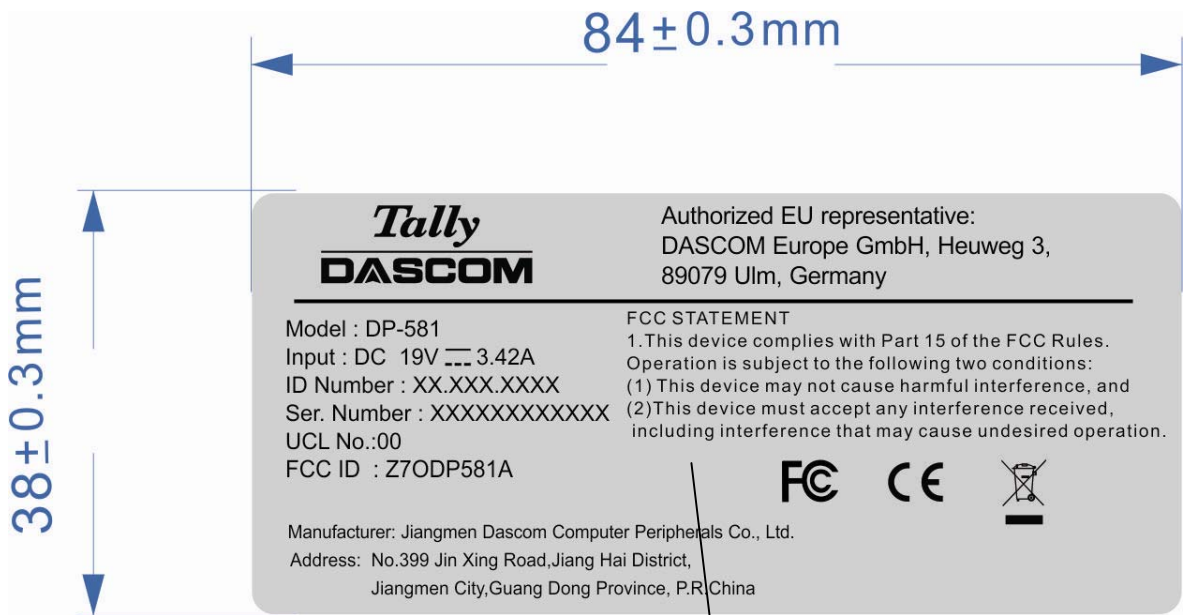 84±0.3mm
38±0.3mm
Tally
DASCOM
Authorized EU representative:
DASCOM Europe GmbH, Heuweg 3,
89079 Ulm, Germany
Model : DP-581
Input : DC 19V ⎓ 3.42A
ID Number : XX.XXX.XXXX
Ser. Number : XXXXXXXXXXXX
UCL No.:00
FCC ID : Z7ODP581A
FCC STATEMENT
1.This device complies with Part 15 of the FCC Rules.
Operation is subject to the following two conditions:
(1) This device may not cause harmful interference, and
(2)This device must accept any interference received,
including interference that may cause undesired operation.
FC CE
Manufacturer: Jiangmen Dascom Computer Peripherals Co., Ltd.
Address: No.399 Jin Xing Road,Jiang Hai District,
Jiangmen City,Guang Dong Province, P.R.China